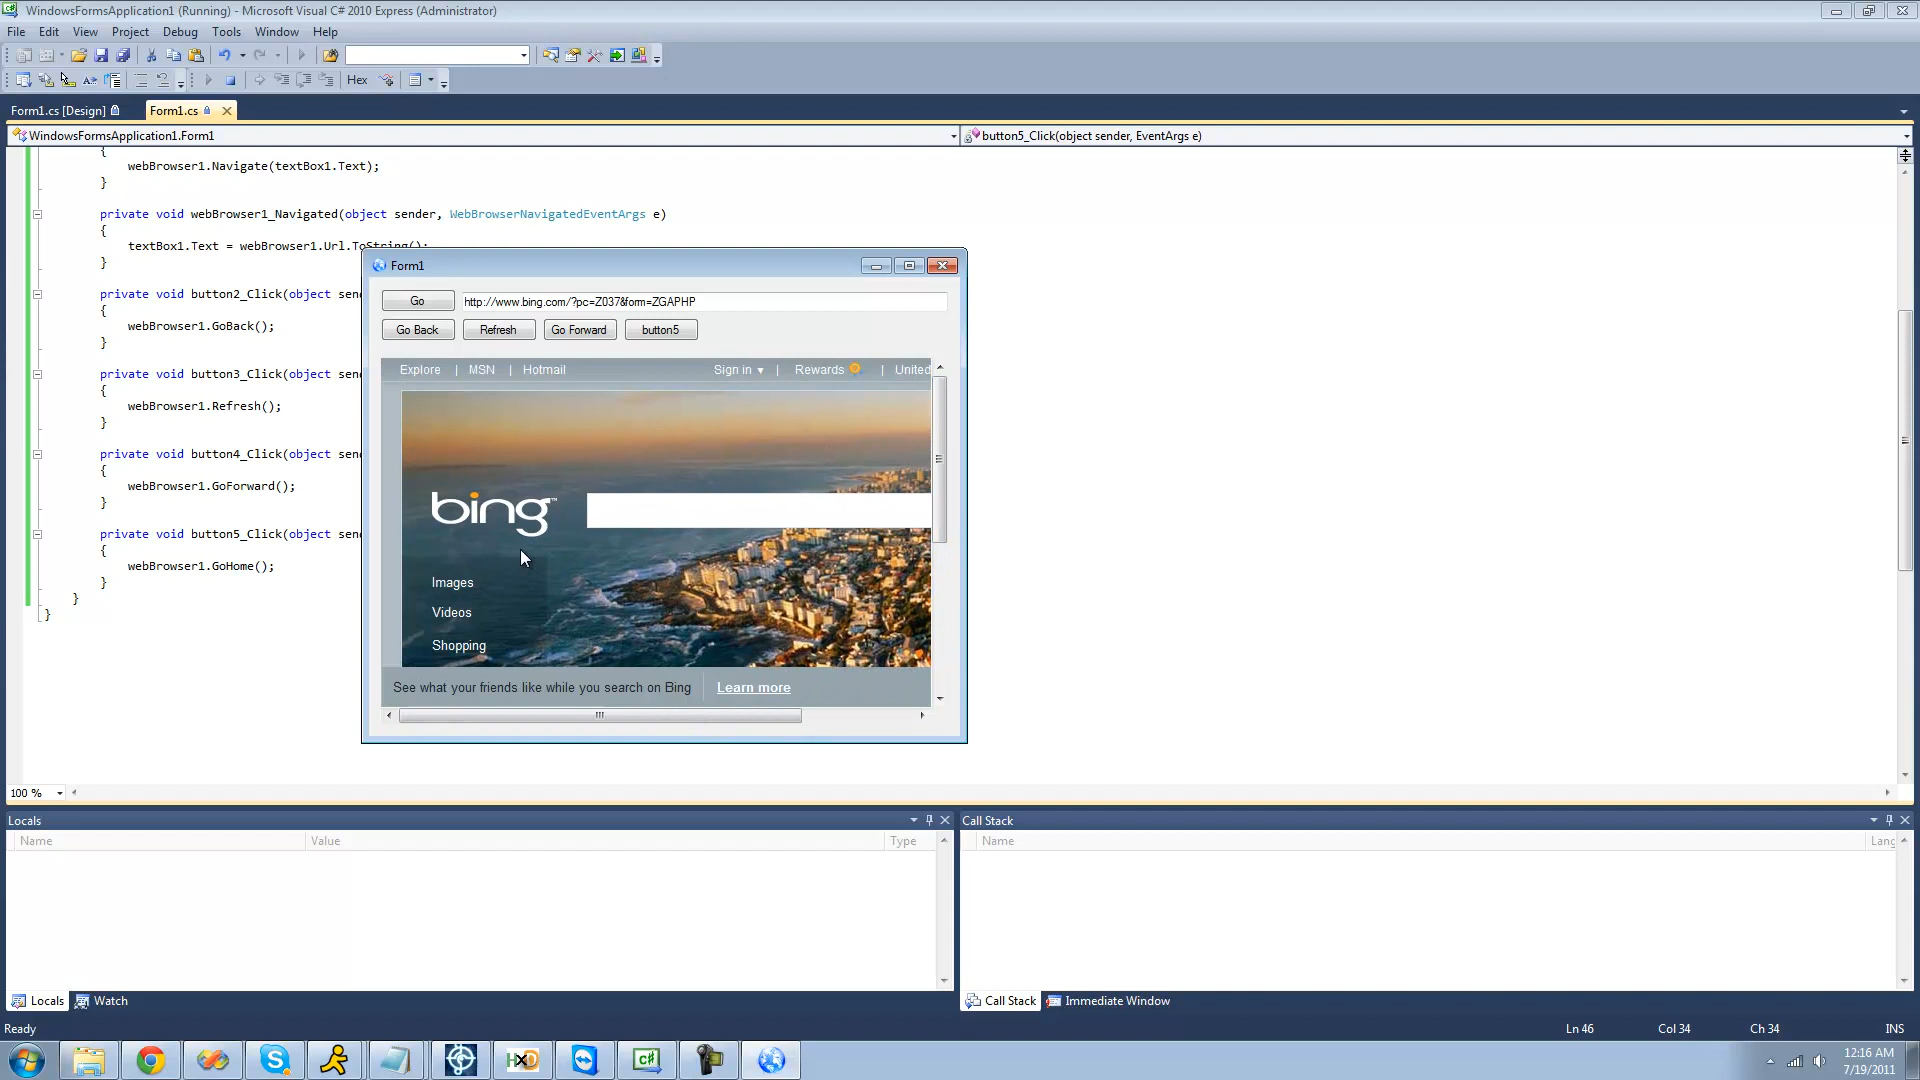 WindowsFormsApplication1 (Running) - Microsoft Visual C# 2010 Express (Administrator)
File Edit View Project Debug Tools Window Help
Hex
Form1.cs [Design] Form1.cs
WindowsFormsApplication1.Form1 button5_Click(object sender, EventArgs e)
{
webBrowser1.Navigate(textBox1.Text);
}
private void webBrowser1_Navigated(object sender, WebBrowserNavigatedEventArgs e)
{
textBox1.Text = webBrowser1.Url.ToString();
}
private void button2_Click(object sen
{
webBrowser1.GoBack();
}
private void button3_Click(object sen
{
webBrowser1.Refresh();
}
private void button4_Click(object sen
{
webBrowser1.GoForward();
}
private void button5_Click(object sen
{
webBrowser1.GoHome();
}
}
}
Form1
Go http://www.bing.com/?pc=Z037&form=ZGAPHP
Go Back Refresh Go Forward button5
Explore | MSN | Hotmail Sign in | Rewards | United
bing™
Images
Videos
Shopping
See what your friends like while you search on Bing Learn more
100 %
Locals
Name Value Type
Call Stack
Name Lang
Locals Watch
Call Stack Immediate Window
Ready Ln 46 Col 34 Ch 34 INS
12:16 AM
7/19/2011